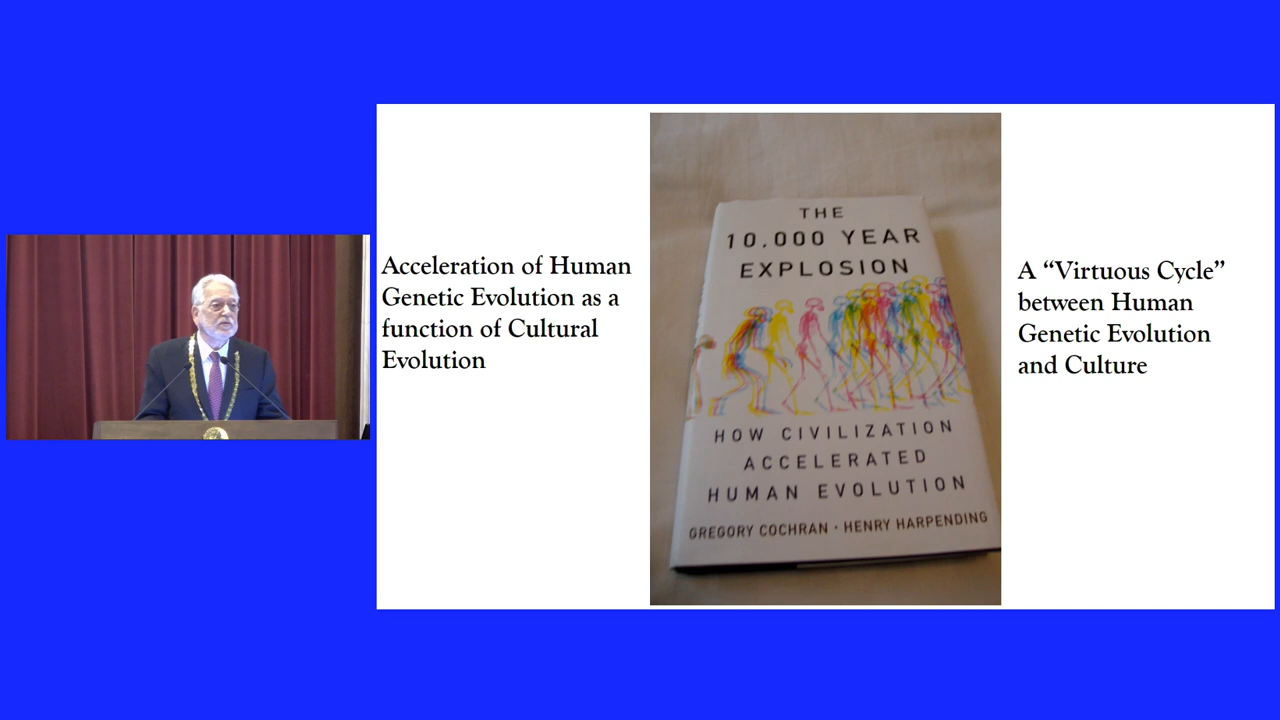 Acceleration of Human
Genetic Evolution as a
function of Cultural
Evolution
THE
10,000 YEAR
EXPLOSION
HOW CIVILIZATION
ACCELERATED
HUMAN EVOLUTION
GREGORY COCHRAN · HENRY HARPENDING
A “Virtuous Cycle”
between Human
Genetic Evolution
and Culture